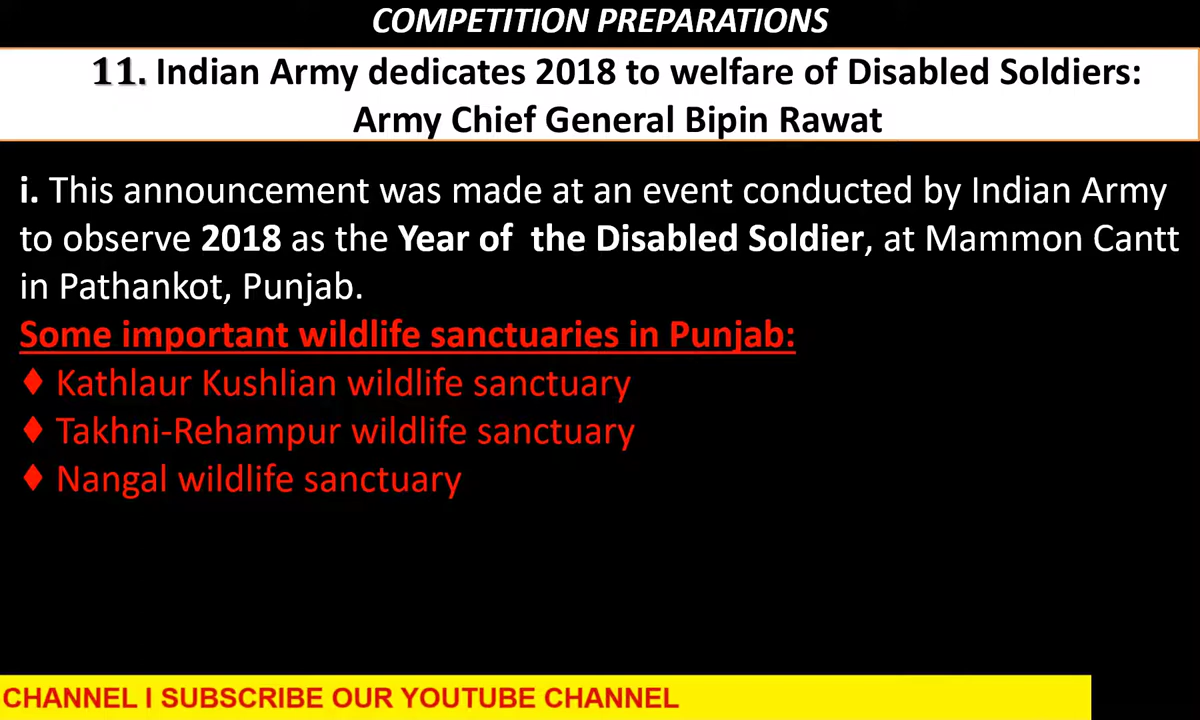 COMPETITION PREPARATIONS
11. Indian Army dedicates 2018 to welfare of Disabled Soldiers:
Army Chief General Bipin Rawat
i. This announcement was made at an event conducted by Indian Army
to observe 2018 as the Year of the Disabled Soldier, at Mammon Cantt
in Pathankot, Punjab.
Some important wildlife sanctuaries in Punjab:
♦ Kathlaur Kushlian wildlife sanctuary
♦ Takhni-Rehampur wildlife sanctuary
♦ Nangal wildlife sanctuary
CHANNEL I SUBSCRIBE OUR YOUTUBE CHANNEL